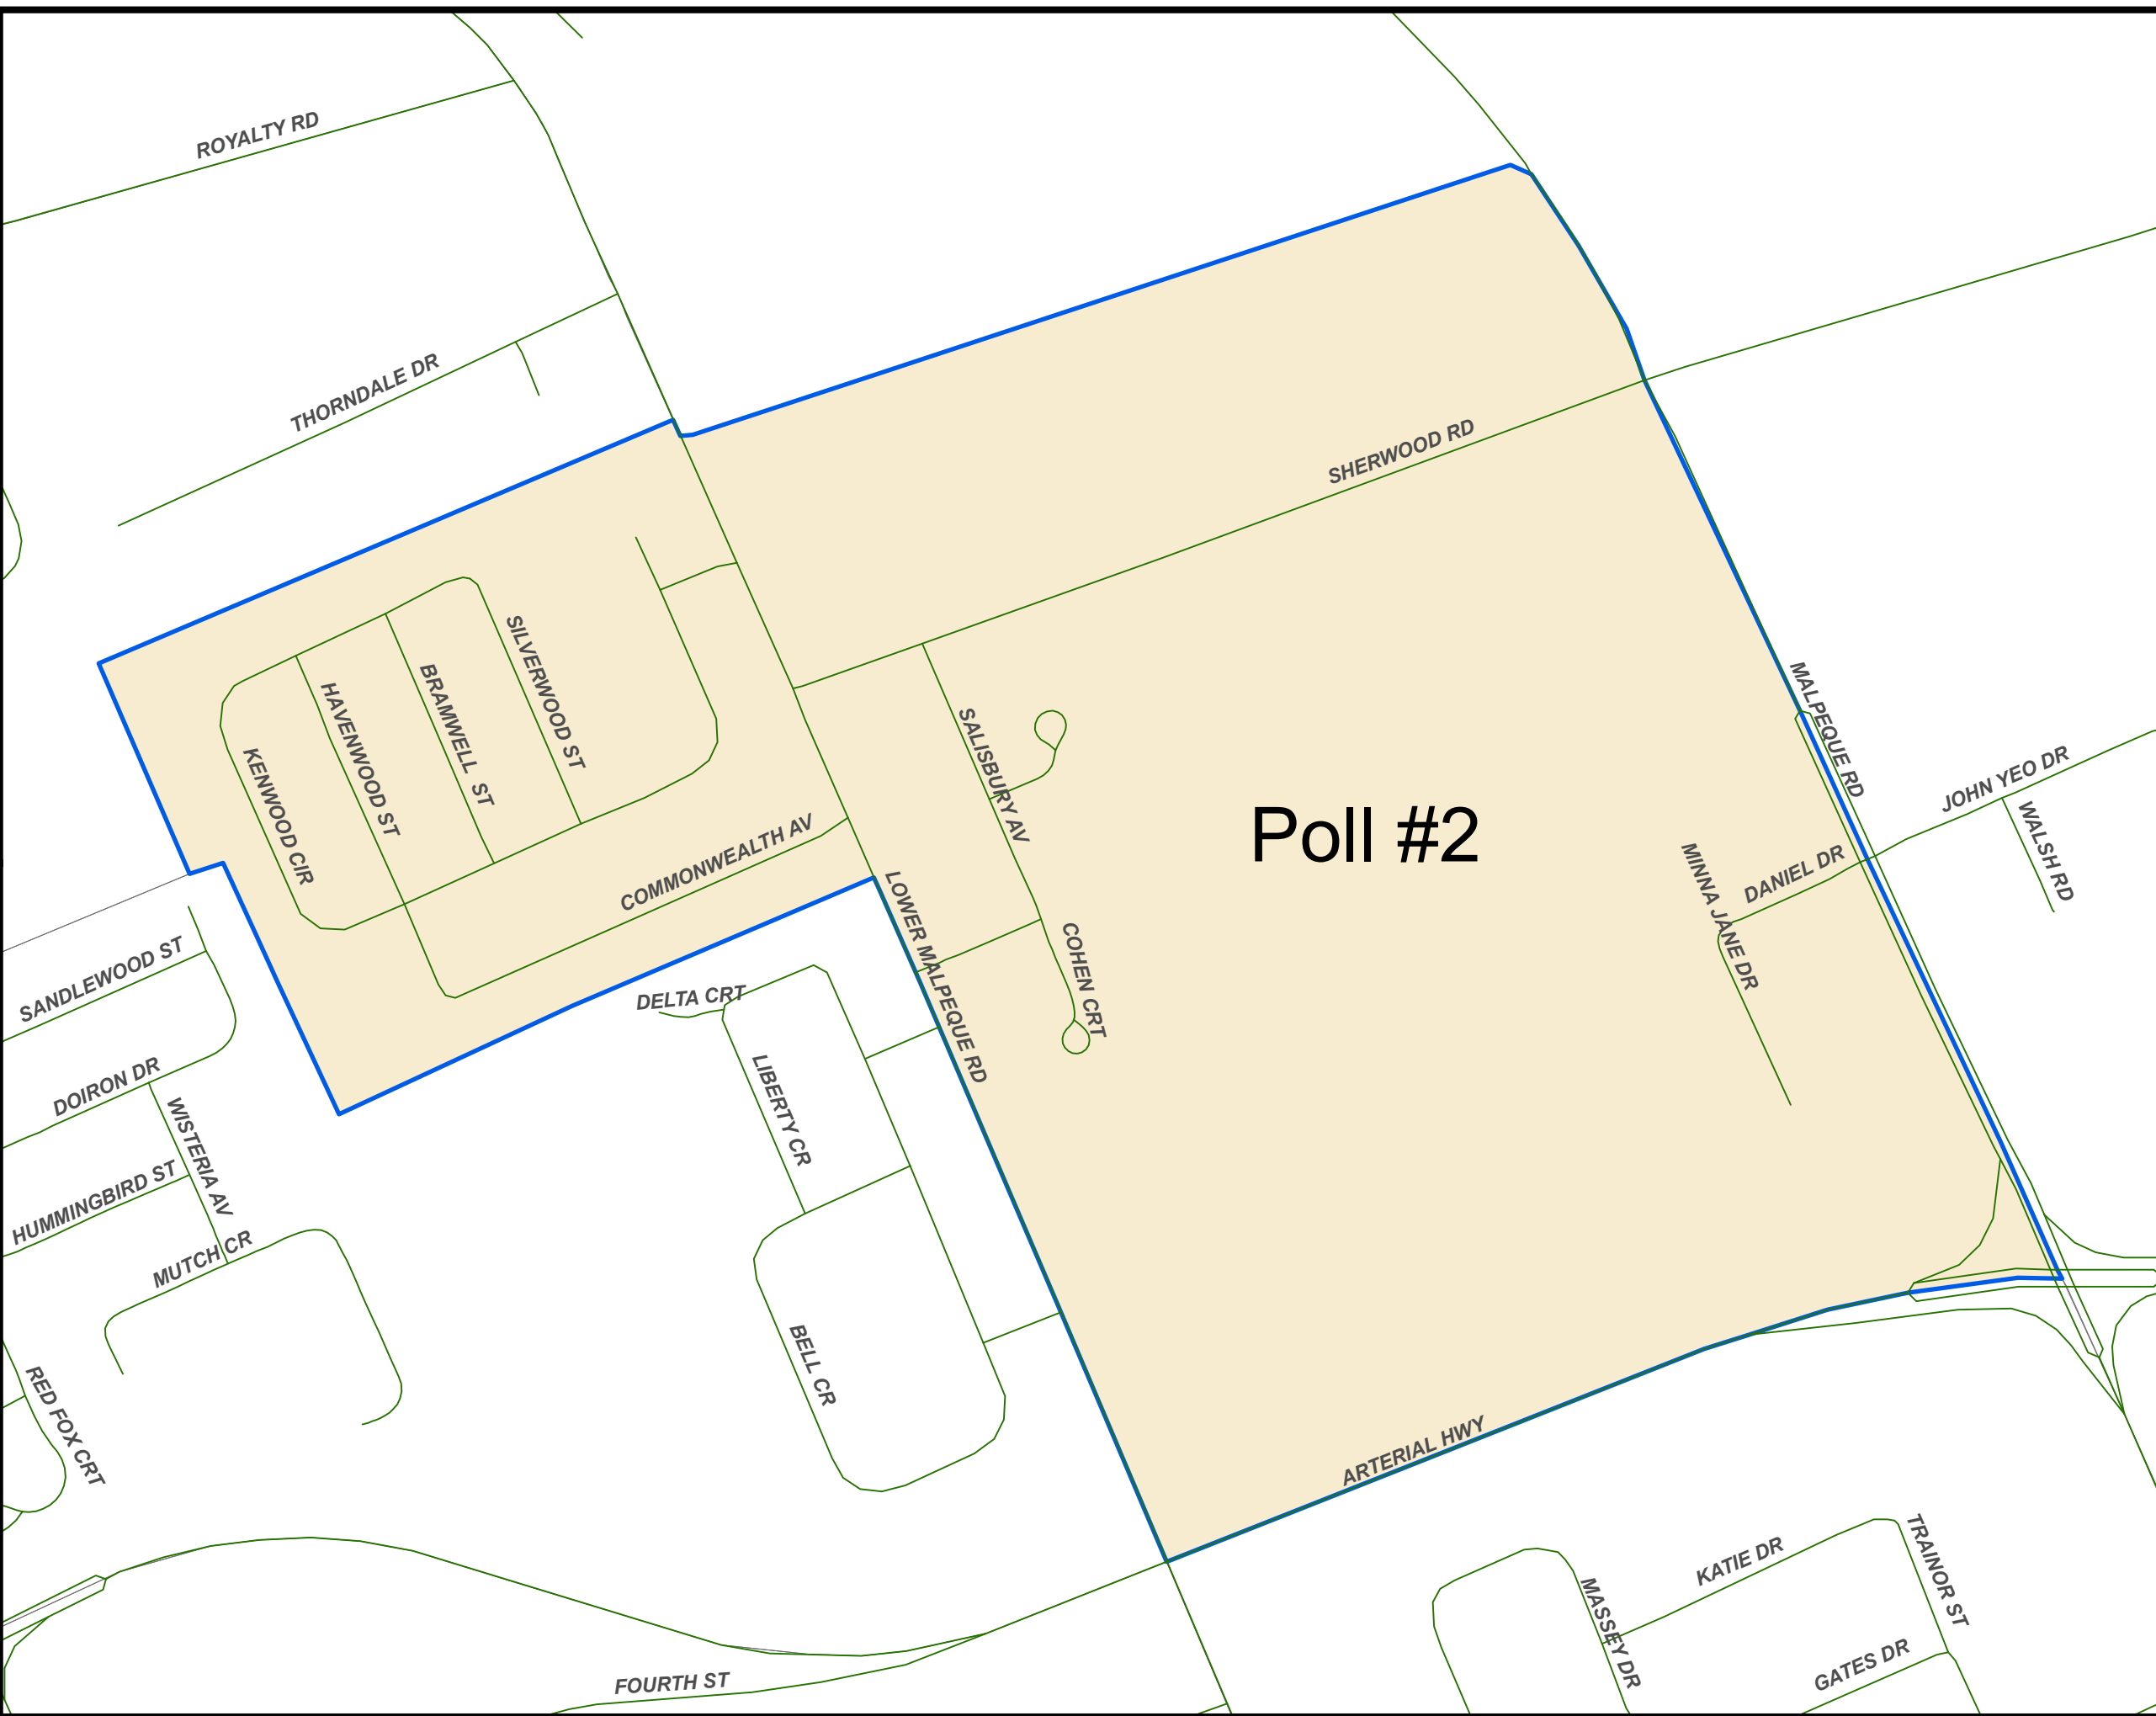 ROYALTY RD
THORNDALE DR
SHERWOOD RD
SILVERWOOD ST
BRAMWELL ST
HAVENWOOD ST
KENWOOD CIR
COMMONWEALTH AV
SALISBURY AV
Poll #2
MALPEQUE RD
JOHN YEO DR
WALSH RD
DANIEL DR
MINNA JANE DR
LOWER MALPEQUE RD
COHEN CRT
SANDLEWOOD ST
DELTA CRT
DOIRON DR
LIBERTY CR
WISTERIA AV
HUMMINGBIRD ST
MUTCH CR
BELL CR
RED FOX CRT
ARTERIAL HWY
KATIE DR
TRAINOR ST
MASSEY DR
GATES DR
FOURTH ST